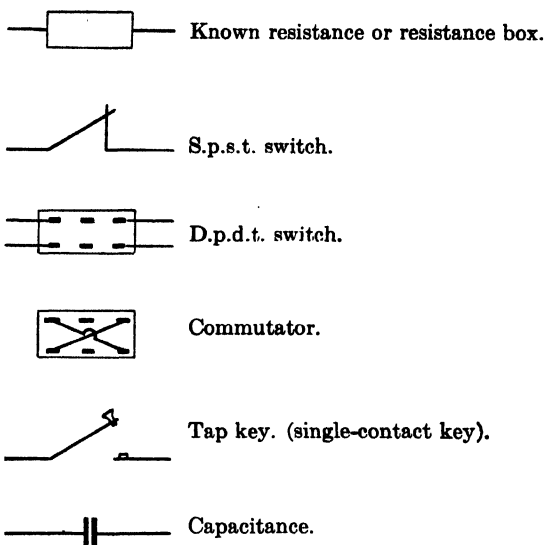 Known resistance or resistance box.
S.p.s.t. switch.
D.p.d.t. switch.
Commutator.
Tap key. (single-contact key).
Capacitance.